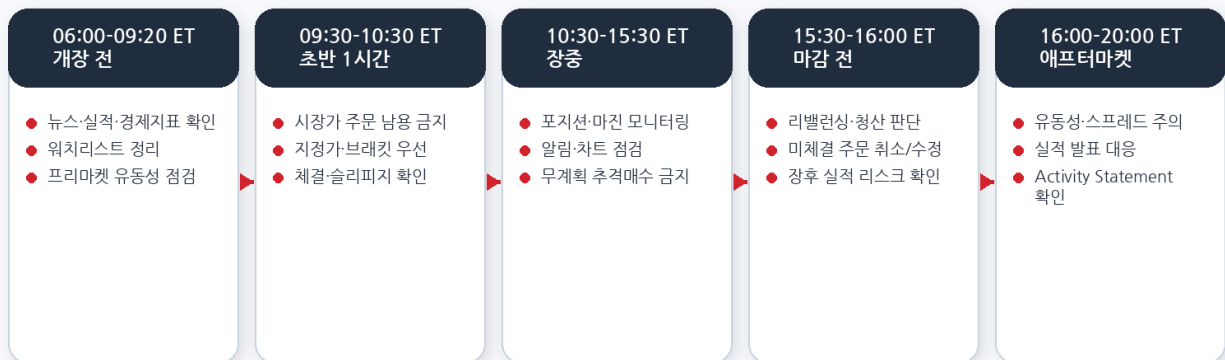 06:00-09:20 ET
개장 전
뉴스·실적·경제지표 확인
워치리스트 정리
프리마켓 유동성 점검
09:30-10:30 ET
초반 1시간
시장가 주문 남용 금지
지정가·브래킷 우선
체결·슬리피지 확인
10:30-15:30 ET
장중
포지션·마진 모니터링
알림·차트 점검
무계획 추격매수 금지
15:30-16:00 ET
마감 전
리밸런싱·청산 판단
미체결 주문 취소/수정
장후 실적 리스크 확인
16:00-20:00 ET
애프터마켓
유동성·스프레드 주의
실적 발표 대응
Activity Statement
확인